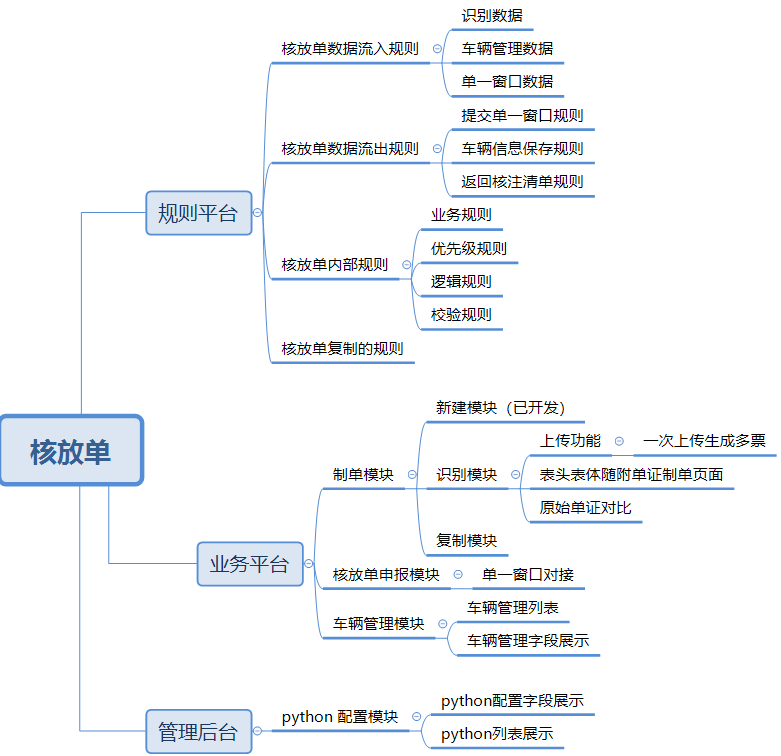 核放单
规则平台
核放单数据流入规则
识别数据
车辆管理数据
单一窗口数据
核放单数据流出规则
提交单一窗口规则
车辆信息保存规则
返回核注清单规则
核放单内部规则
业务规则
优先级规则
逻辑规则
校验规则
核放单复制的规则
业务平台
制单模块
新建模块（已开发）
识别模块
上传功能
一次上传生成多票
表头表体随附单证制单页面
原始单证对比
复制模块
核放单申报模块
单一窗口对接
车辆管理模块
车辆管理列表
车辆管理字段展示
管理后台
python 配置模块
python配置字段展示
python列表展示